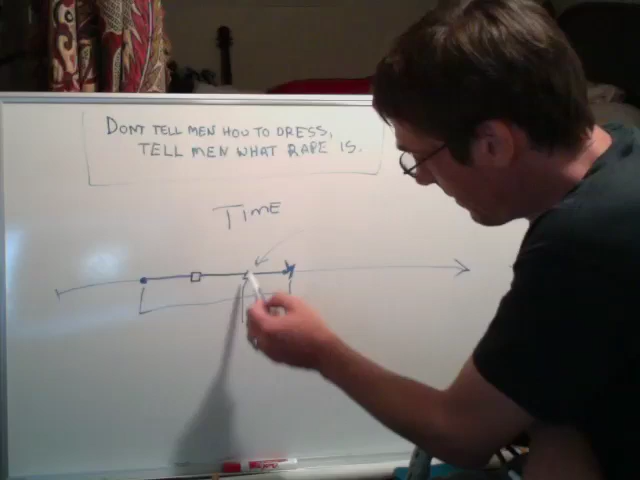 DONT TELL MEN HOW TO DRESS,
TELL MEN WHAT RAPE IS.
TIME